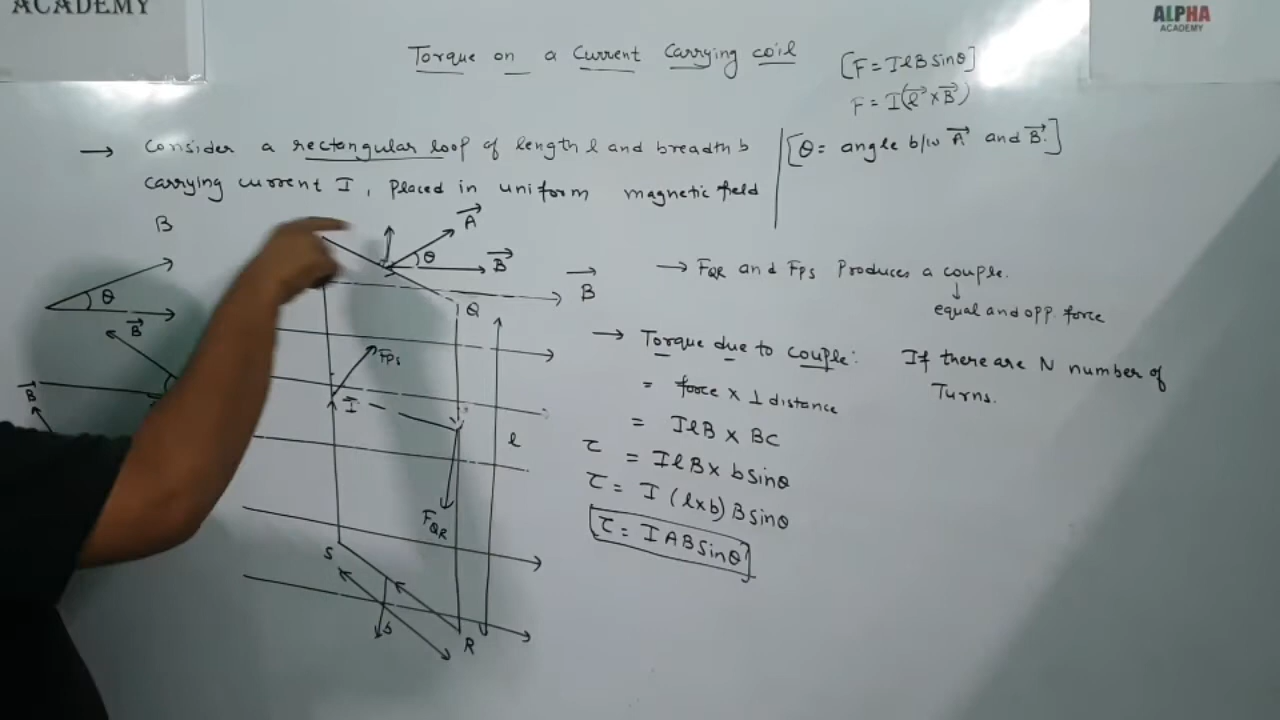 ACADEMY
ALPHA
ACADEMY
Torque on a Current Carrying coil
[F = IlB sinθ]
F = I(l⃗ × B⃗)
→ Consider a rectangular loop of length l and breadth b
carrying current I, placed in uniform magnetic field
B
[θ = angle b/w A⃗ and B⃗.]
A⃗
θ
B⃗
B⃗
Q
θ
B⃗
B⃗
FPS
I
l
FQR
S
b
R
→ FQR and FPS Produces a couple.
↓
equal and opp. force
→ Torque due to couple:
= force × ⊥ distance
= IlB × BC
τ = IlB × b sinθ
τ = I (l×b) B sinθ
τ = IAB sinθ
If there are N number of
Turns.